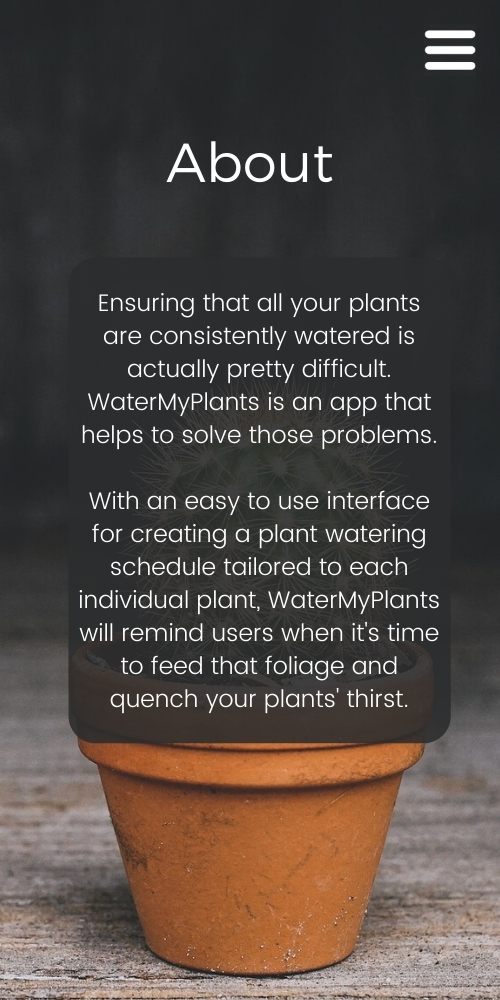 About
Ensuring that all your plants
are consistently watered is
actually pretty difficult.
WaterMyPlants is an app that
helps to solve those problems.
With an easy to use interface
for creating a plant watering
schedule tailored to each
individual plant, WaterMyPlants
will remind users when it's time
to feed that foliage and
quench your plants' thirst.